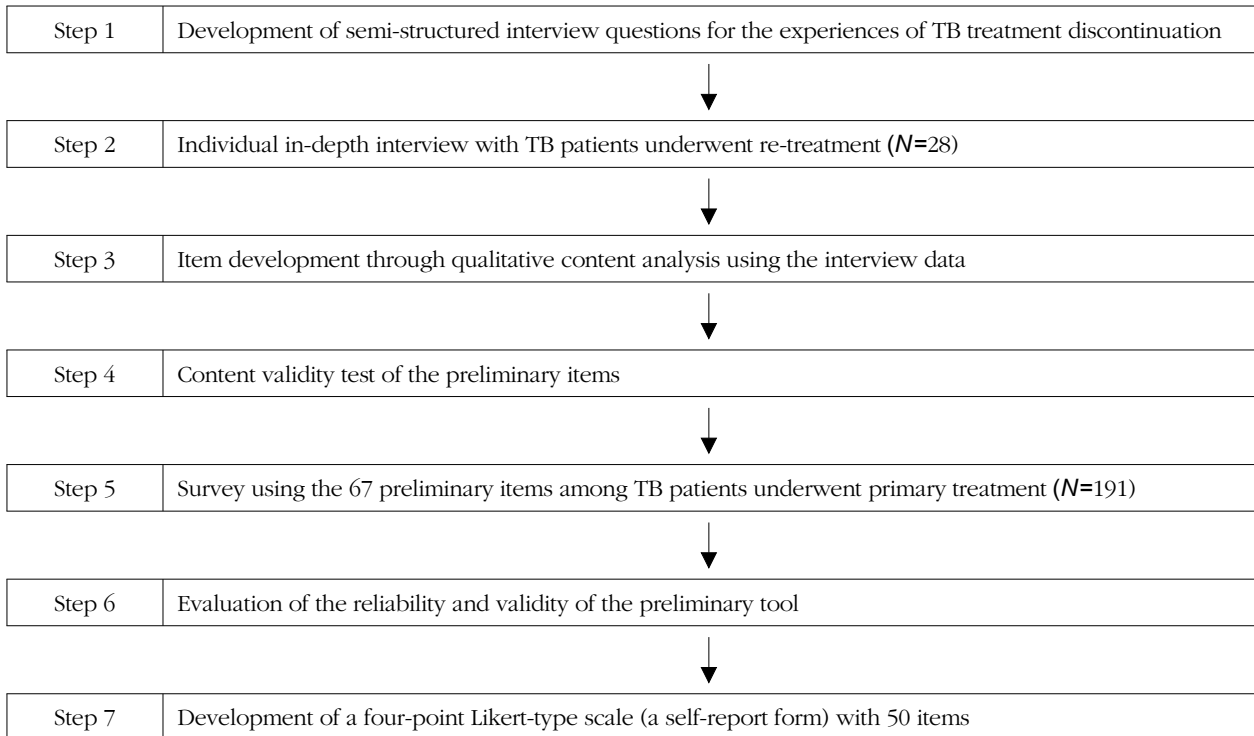 Step 1 Development of semi-structured interview questions for the experiences of TB treatment discontinuation
Step 2 Individual in-depth interview with TB patients underwent re-treatment (N=28)
Step 3 Item development through qualitative content analysis using the interview data
Step 4 Content validity test of the preliminary items
Step 5 Survey using the 67 preliminary items among TB patients underwent primary treatment (N=191)
Step 6 Evaluation of the reliability and validity of the preliminary tool
Step 7 Development of a four-point Likert-type scale (a self-report form) with 50 items